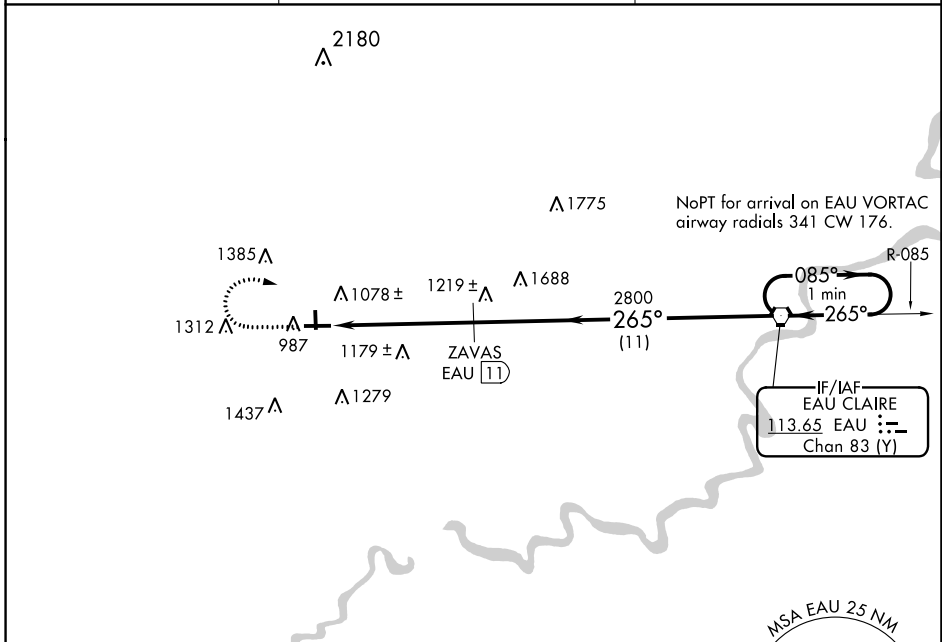 2180
1775
NoPT for arrival on EAU VORTAC
airway radials 341 CW 176.
R-085
1385
1078 ±
1219 ±
1688
2800
085°
1 min
265°
265°
(11)
1312
987
1179 ±
ZAVAS
EAU 11
1279
1437
IF/IAF
EAU CLAIRE
113.65 EAU
Chan 83 (Y)
MSA EAU 25 NM